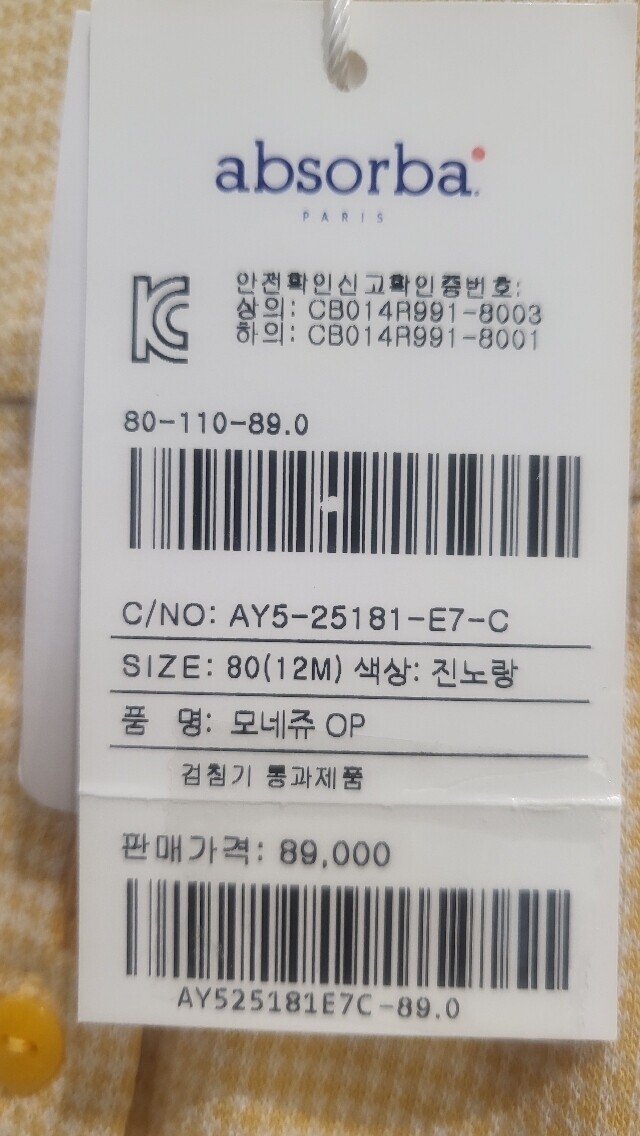 absorba
PARIS
안전확인신고확인증번호:
상의: CB014R991-8003
하의: CB014R991-8001
80-110-89.0
C/NO: AY5-25181-E7-C
SIZE: 80(12M) 색상: 진노랑
품 명: 모네쥬 OP
검침기 통과제품
판매가격: 89,000
AY525181E7C-89.0